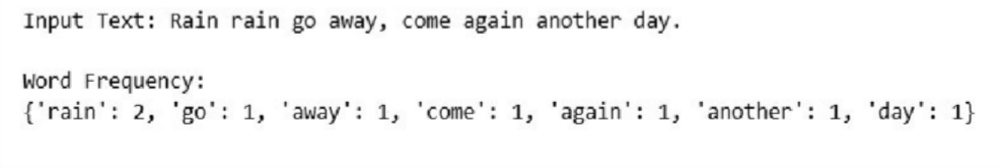 Input Text: Rain rain go away, come again another day.
Word Frequency:
{'rain': 2, 'go': 1, 'away': 1, 'come': 1, 'again': 1, 'another': 1, 'day': 1}